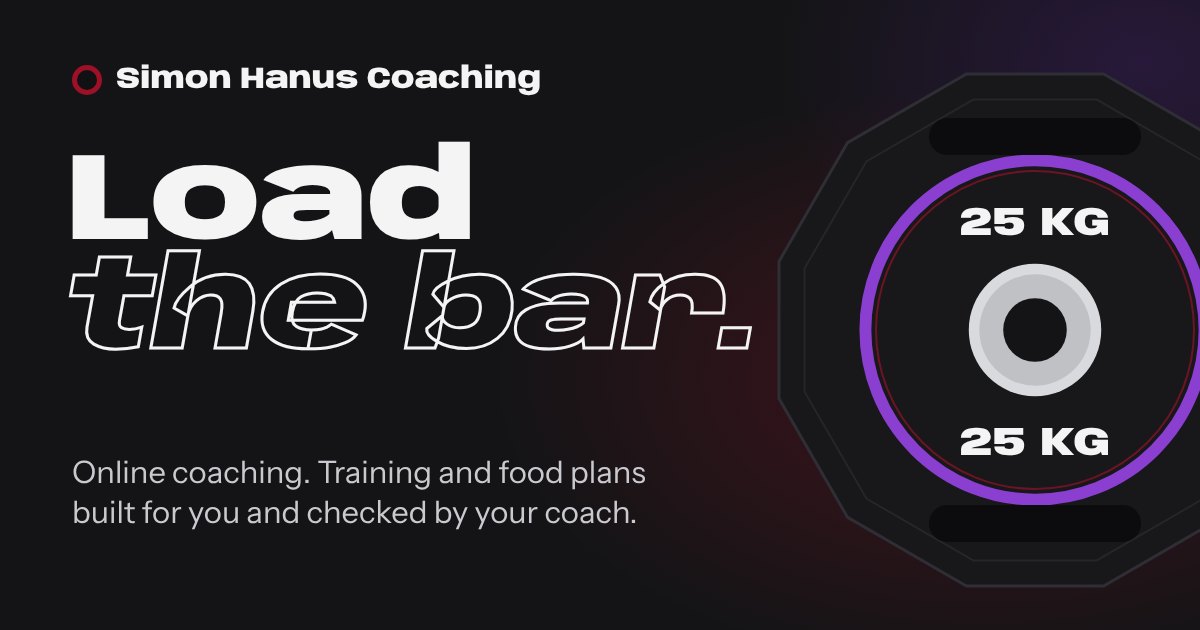 Simon Hanus Coaching
Load
the bar.
25 KG
25 KG
Online coaching. Training and food plans
built for you and checked by your coach.